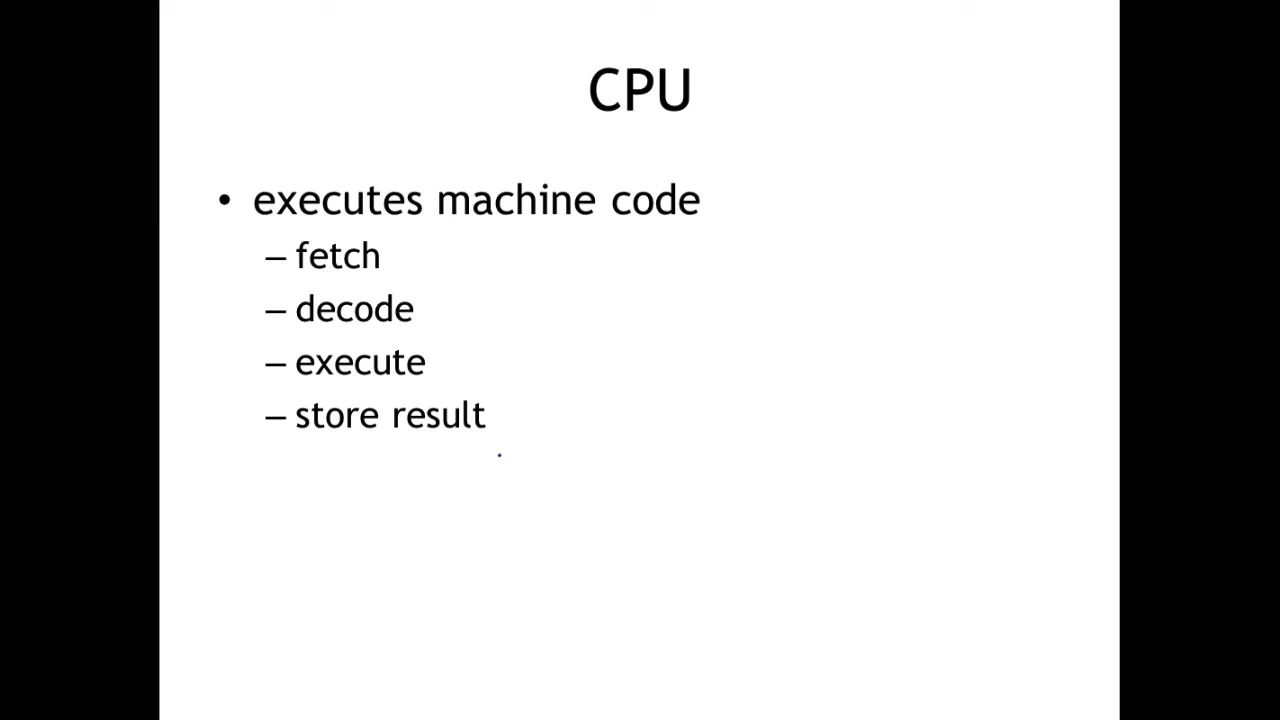 CPU
• executes machine code
– fetch
– decode
– execute
– store result